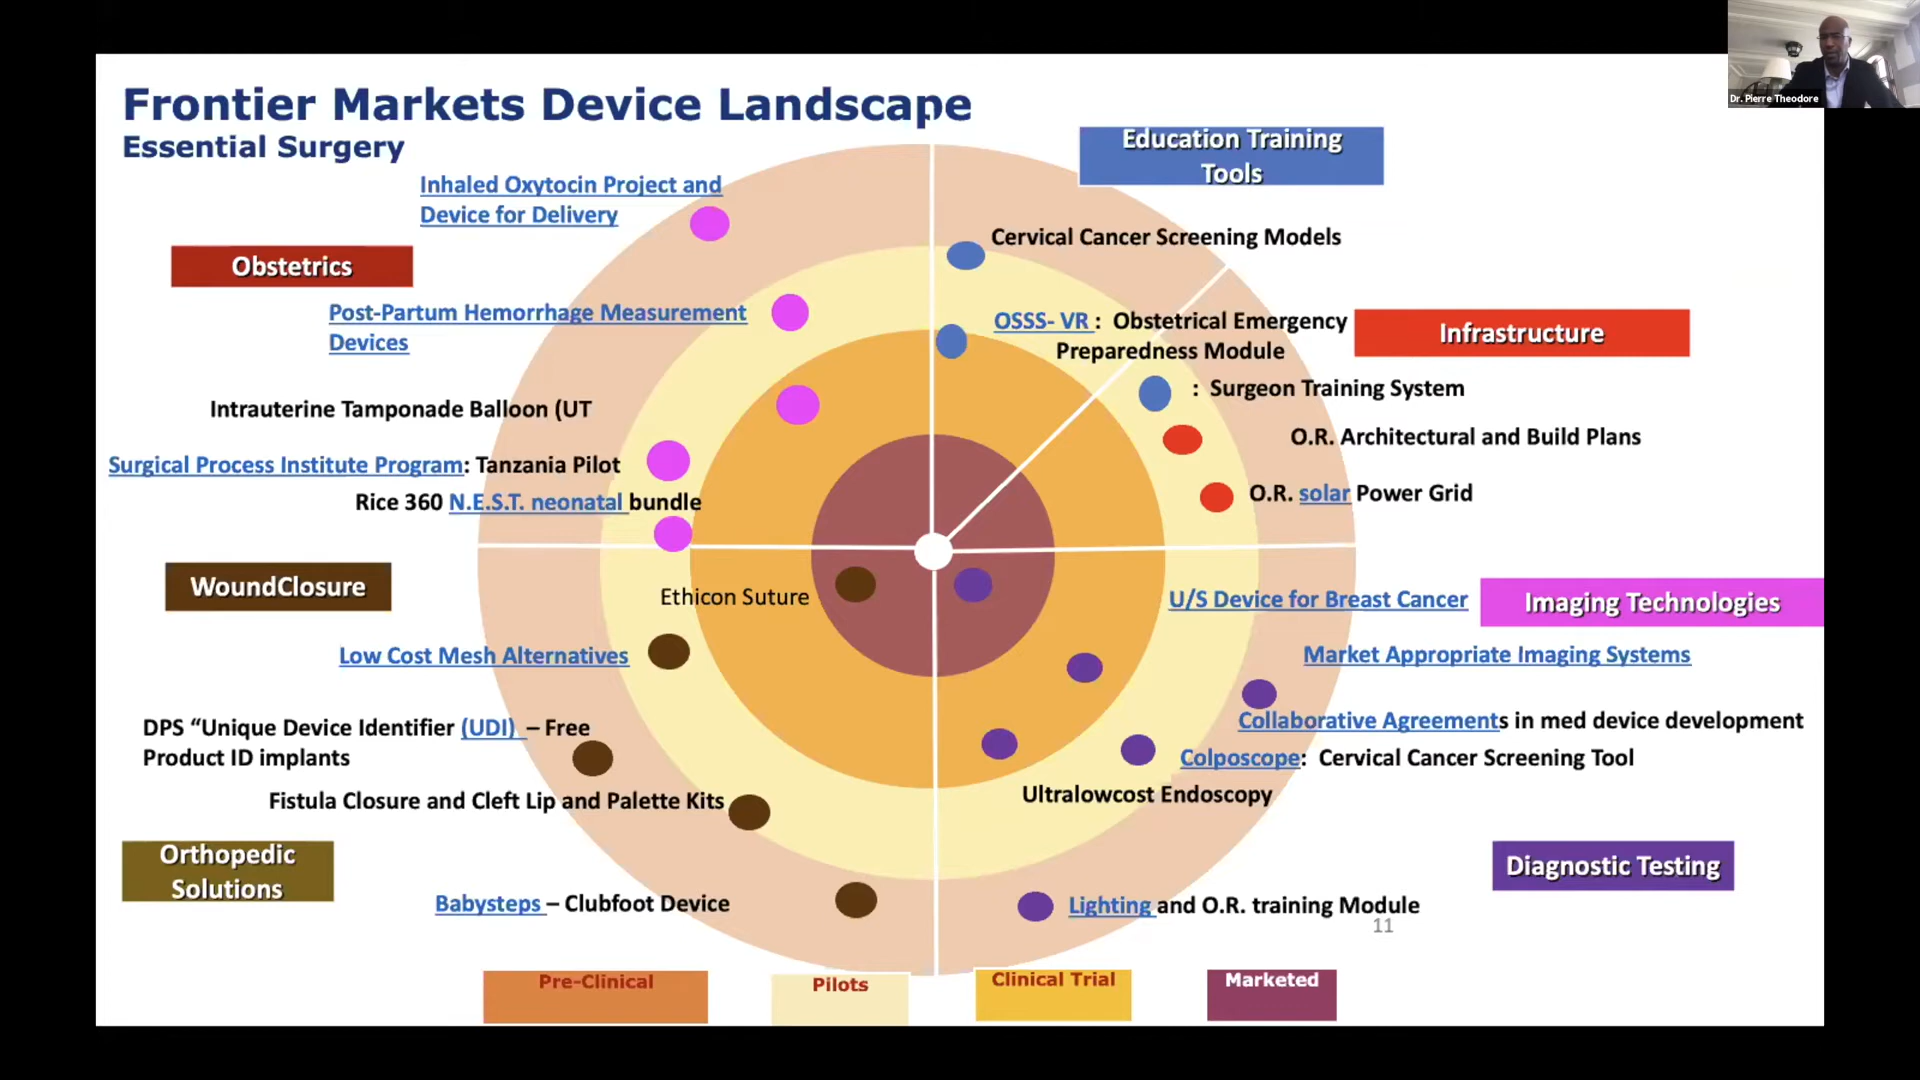 Frontier Markets Device Landscape
Essential Surgery
Dr. Pierre Theodore
Education Training
Tools
Inhaled Oxytocin Project and
Device for Delivery
Obstetrics
Cervical Cancer Screening Models
Post-Partum Hemorrhage Measurement
Devices
OSSS- VR : Obstetrical Emergency
Preparedness Module
Infrastructure
: Surgeon Training System
Intrauterine Tamponade Balloon (UT
O.R. Architectural and Build Plans
Surgical Process Institute Program: Tanzania Pilot
Rice 360 N.E.S.T. neonatal bundle
O.R. solar Power Grid
WoundClosure
Ethicon Suture
U/S Device for Breast Cancer
Imaging Technologies
Low Cost Mesh Alternatives
Market Appropriate Imaging Systems
DPS “Unique Device Identifier (UDI) – Free
Product ID implants
Collaborative Agreements in med device development
Colposcope: Cervical Cancer Screening Tool
Fistula Closure and Cleft Lip and Palette Kits
Ultralowcost Endoscopy
Orthopedic
Solutions
Diagnostic Testing
Babysteps – Clubfoot Device
Lighting and O.R. training Module
11
Pre-Clinical
Pilots
Clinical Trial
Marketed